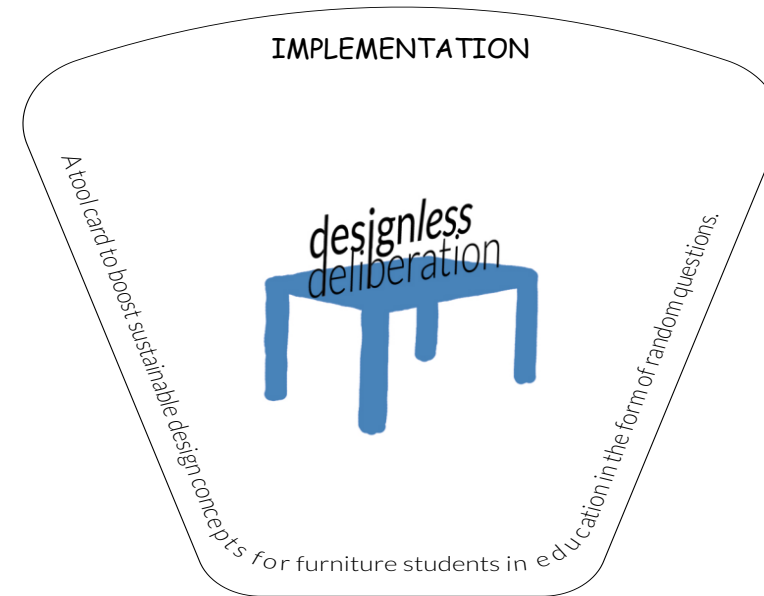 IMPLEMENTATION
designless
deliberation
A tool card to boost sustainable design concepts for furniture students in education in the form of random questions.